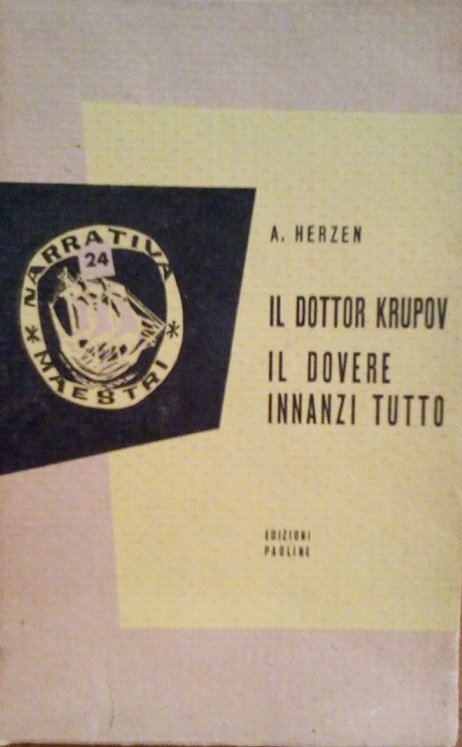 NARRATIVA
24
* MAESTRI *
A. HERZEN
IL DOTTOR KRUPOV
IL DOVERE
INNANZI TUTTO
EDIZIONI
PAOLINE